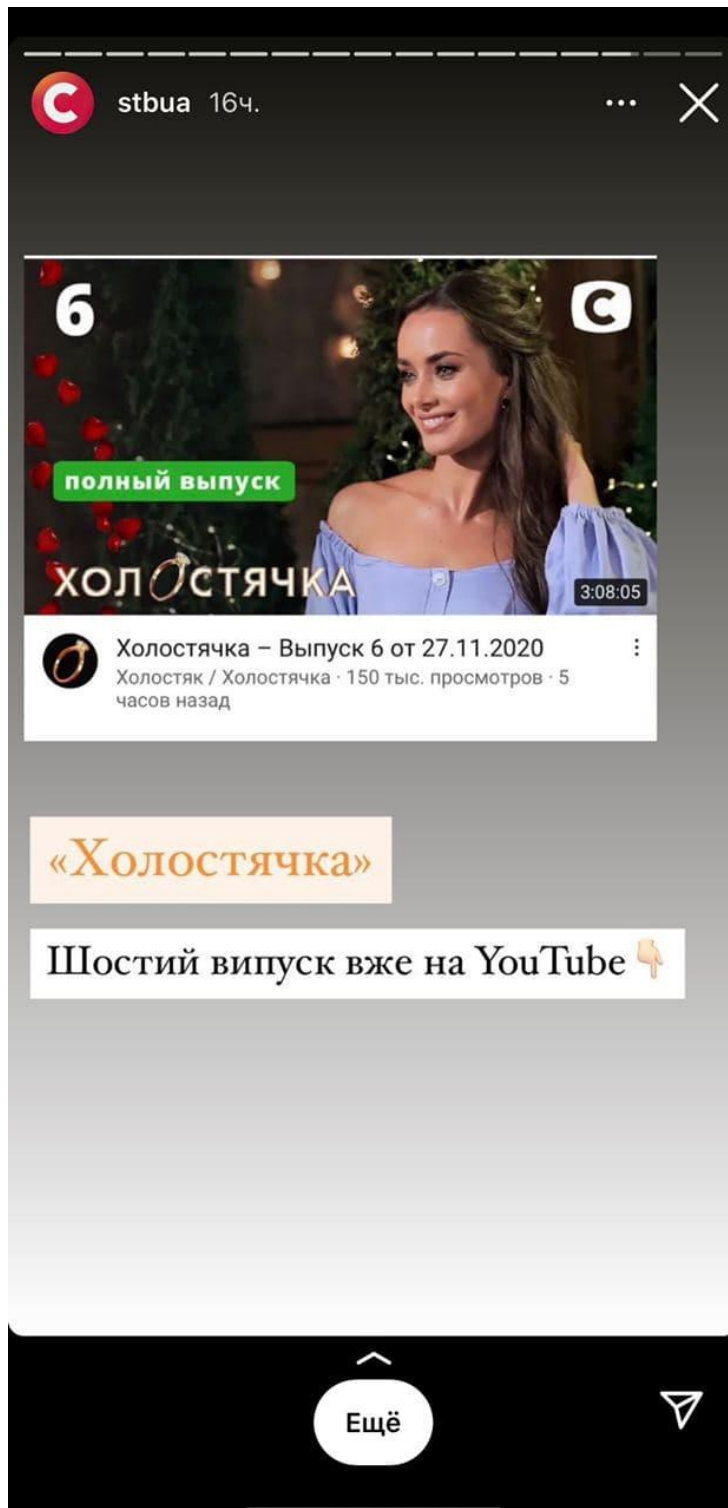 stbua 16ч.
6
C
полный выпуск
ХОЛОСТЯЧКА
3:08:05
Холостячка – Выпуск 6 от 27.11.2020
Холостяк / Холостячка · 150 тыс. просмотров · 5
часов назад
«Холостячка»
Шостий випуск вже на YouTube👇🏻
Ещё